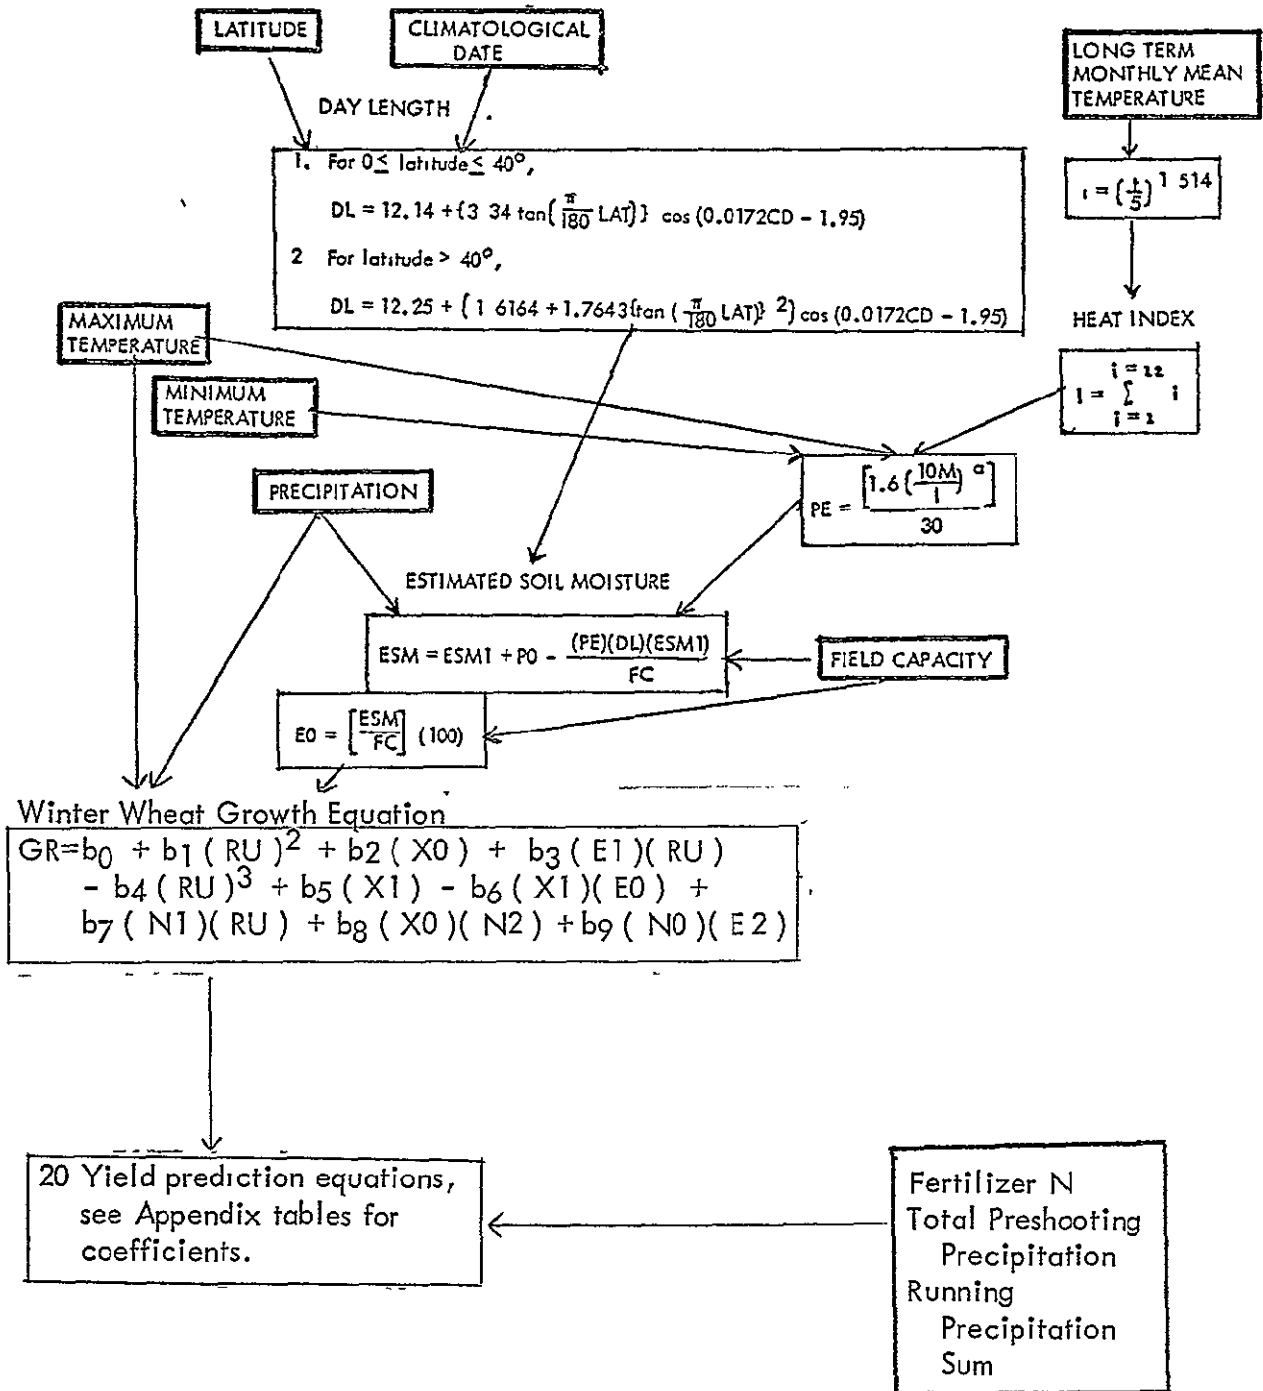 LATITUDE
CLIMATOLOGICAL
DATE
LONG TERM
MONTHLY MEAN
TEMPERATURE
DAY LENGTH
1. For 0≤ latitude≤ 40°,
DL = 12.14 + {3 34 tan(π/180 LAT)} cos (0.0172CD - 1.95)
2 For latitude > 40°,
DL = 12.25 + {1 6164 + 1.7643{tan (π/180 LAT)} 2} cos (0.0172CD - 1.95)
ı = (t/5) 1 514
HEAT INDEX
i = 12
I = Σ i
i = 1
MAXIMUM
TEMPERATURE
MINIMUM
TEMPERATURE
PRECIPITATION
PE = [1.6 (10M/I) a] / 30
ESTIMATED SOIL MOISTURE
ESM = ESM1 + P0 - (PE)(DL)(ESM1) / FC
FIELD CAPACITY
E0 = [ESM/FC] (100)
Winter Wheat Growth Equation
GR=b0 + b1 ( RU )2 + b2 ( X0 ) + b3 ( E1 )( RU )
- b4 ( RU )3 + b5 ( X1 ) - b6 ( X1 )( E0 ) +
b7 ( N1 )( RU ) + b8 ( X0 )( N2 ) +b9 ( N0 )( E2 )
20 Yield prediction equations,
see Appendix tables for
coefficients.
Fertilizer N
Total Preshooting
Precipitation
Running
Precipitation
Sum